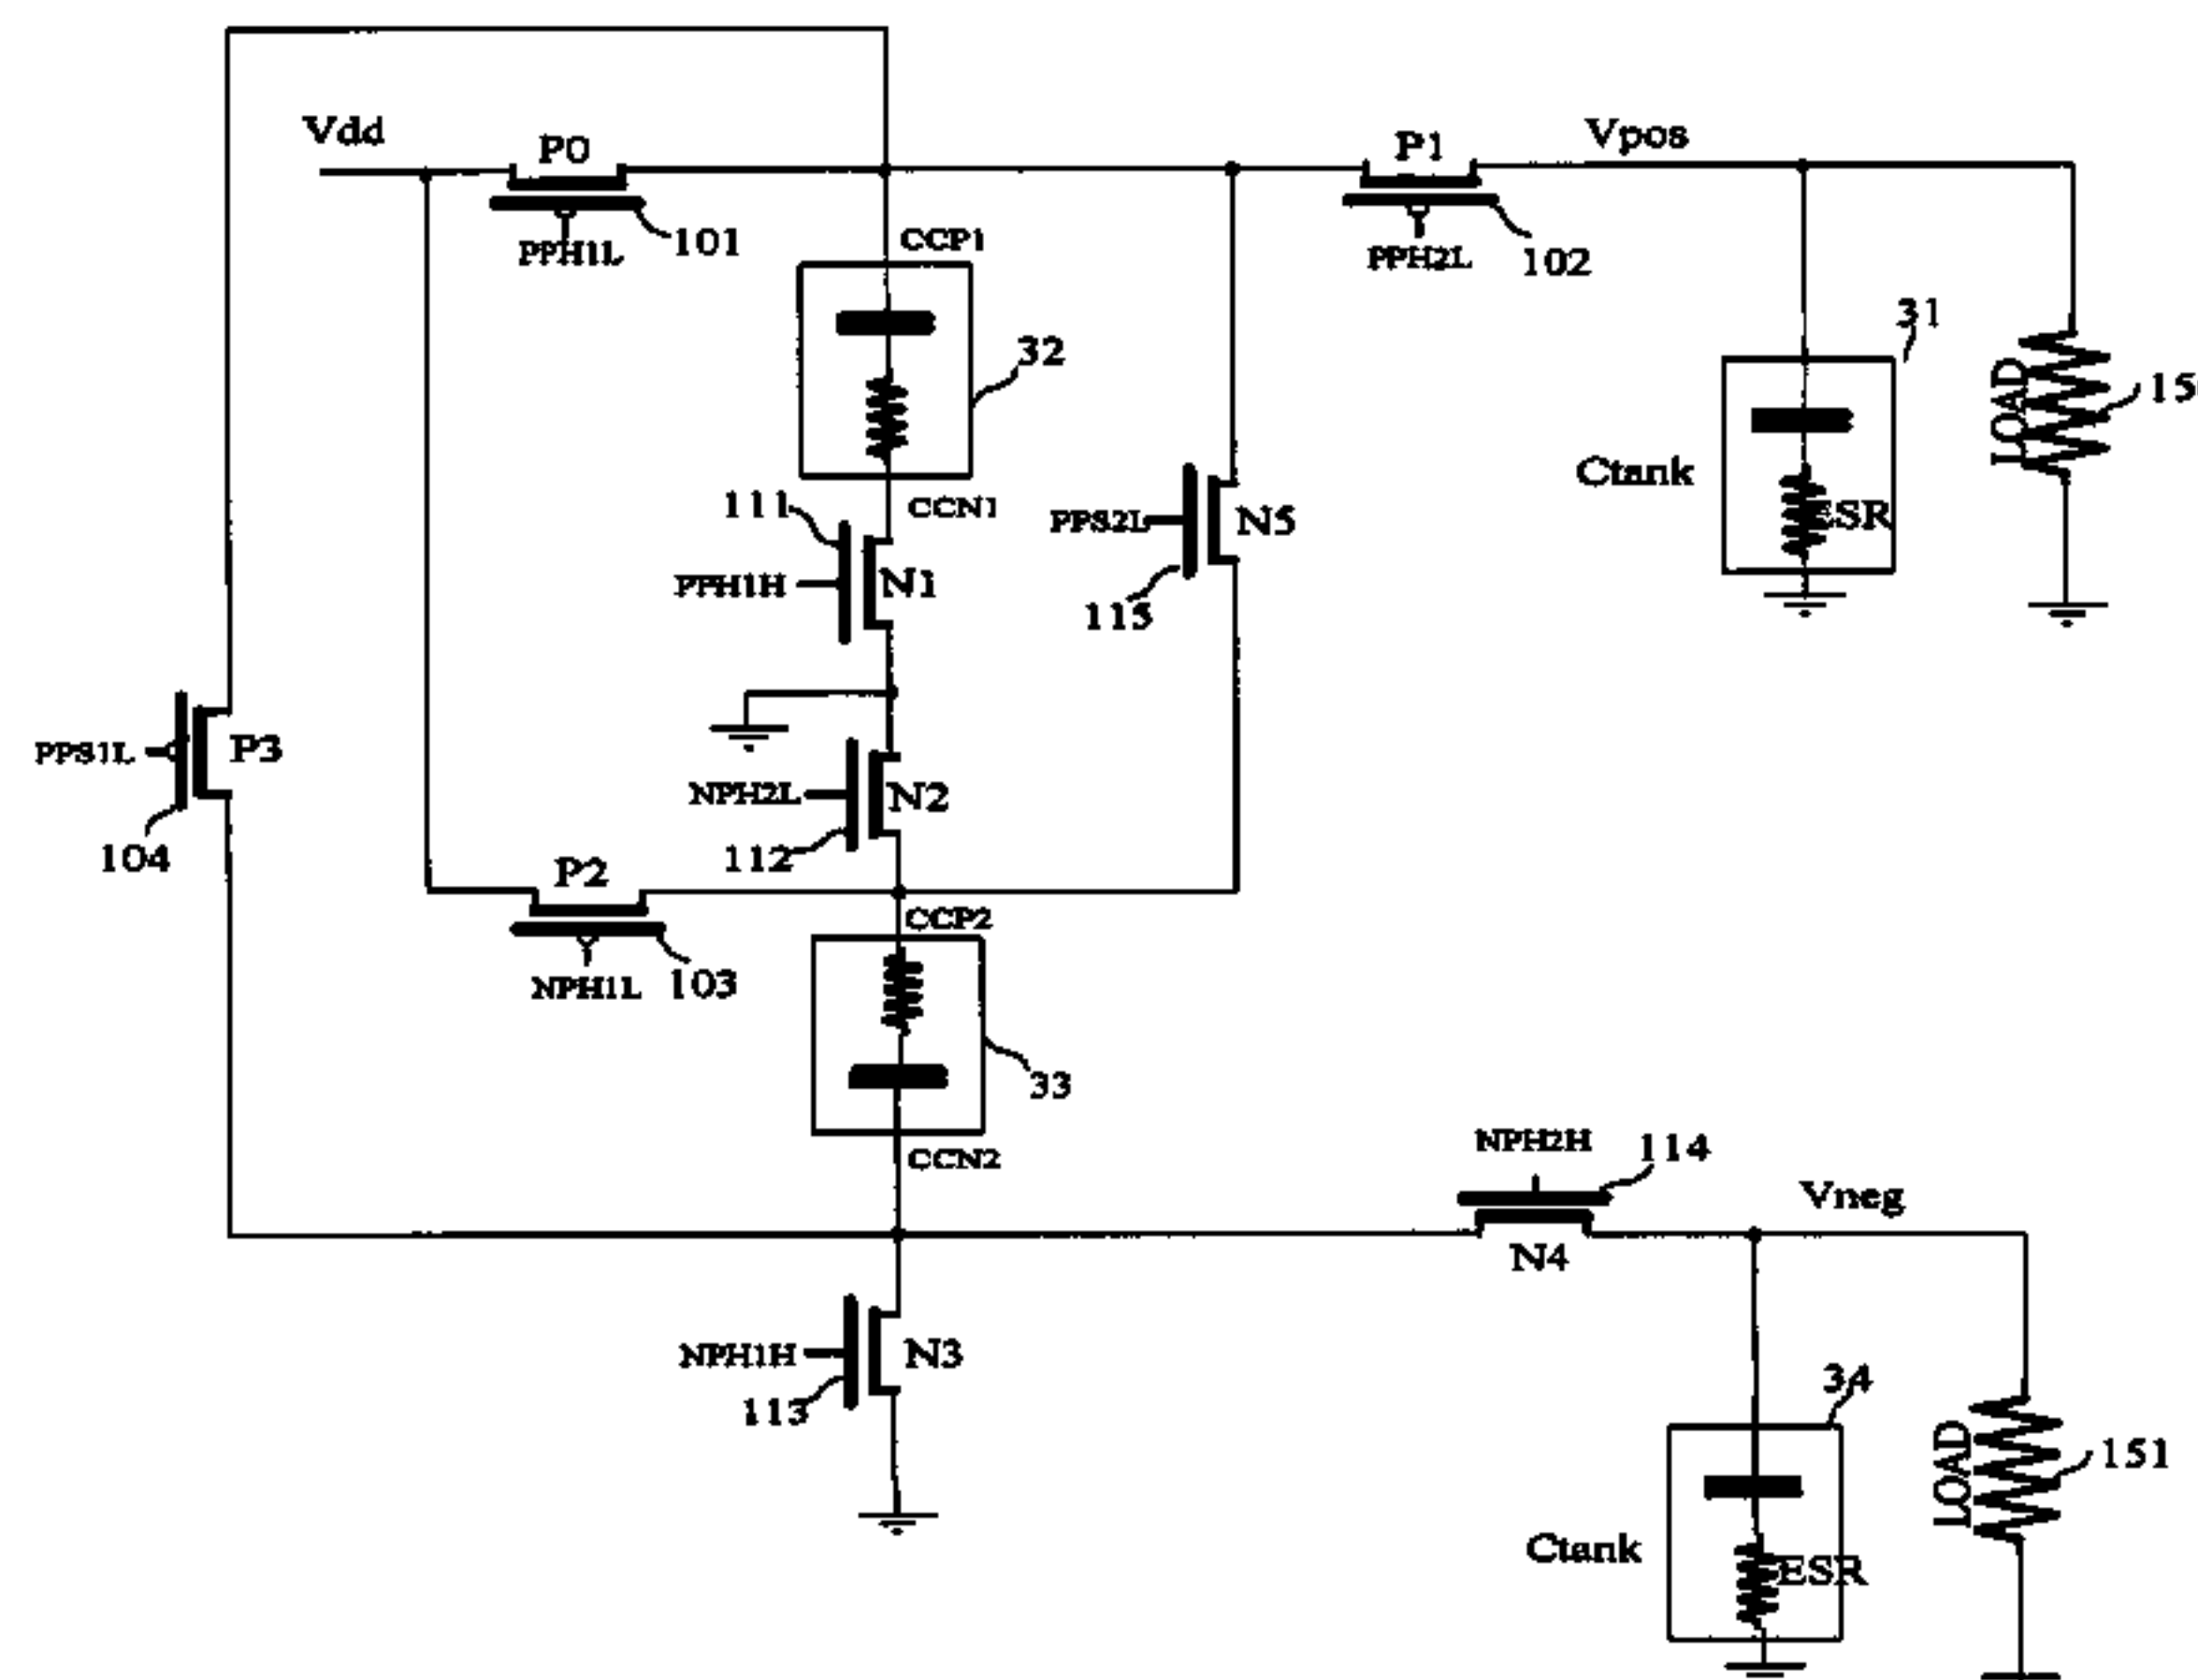 Vdd
P0
P1
Vpos
PPH1L
101
CCP1
PPH2L
102
31
32
LOAD
15
Ctank
ESR
111
CCN1
PPS2L
N5
PPH1H
N1
115
PPS1L
P3
NPH2L
N2
104
112
P2
CCP2
NPH1L
103
33
NPH2H
114
CCN2
Vneg
N4
NPH1H
N3
113
34
LOAD
151
Ctank
ESR